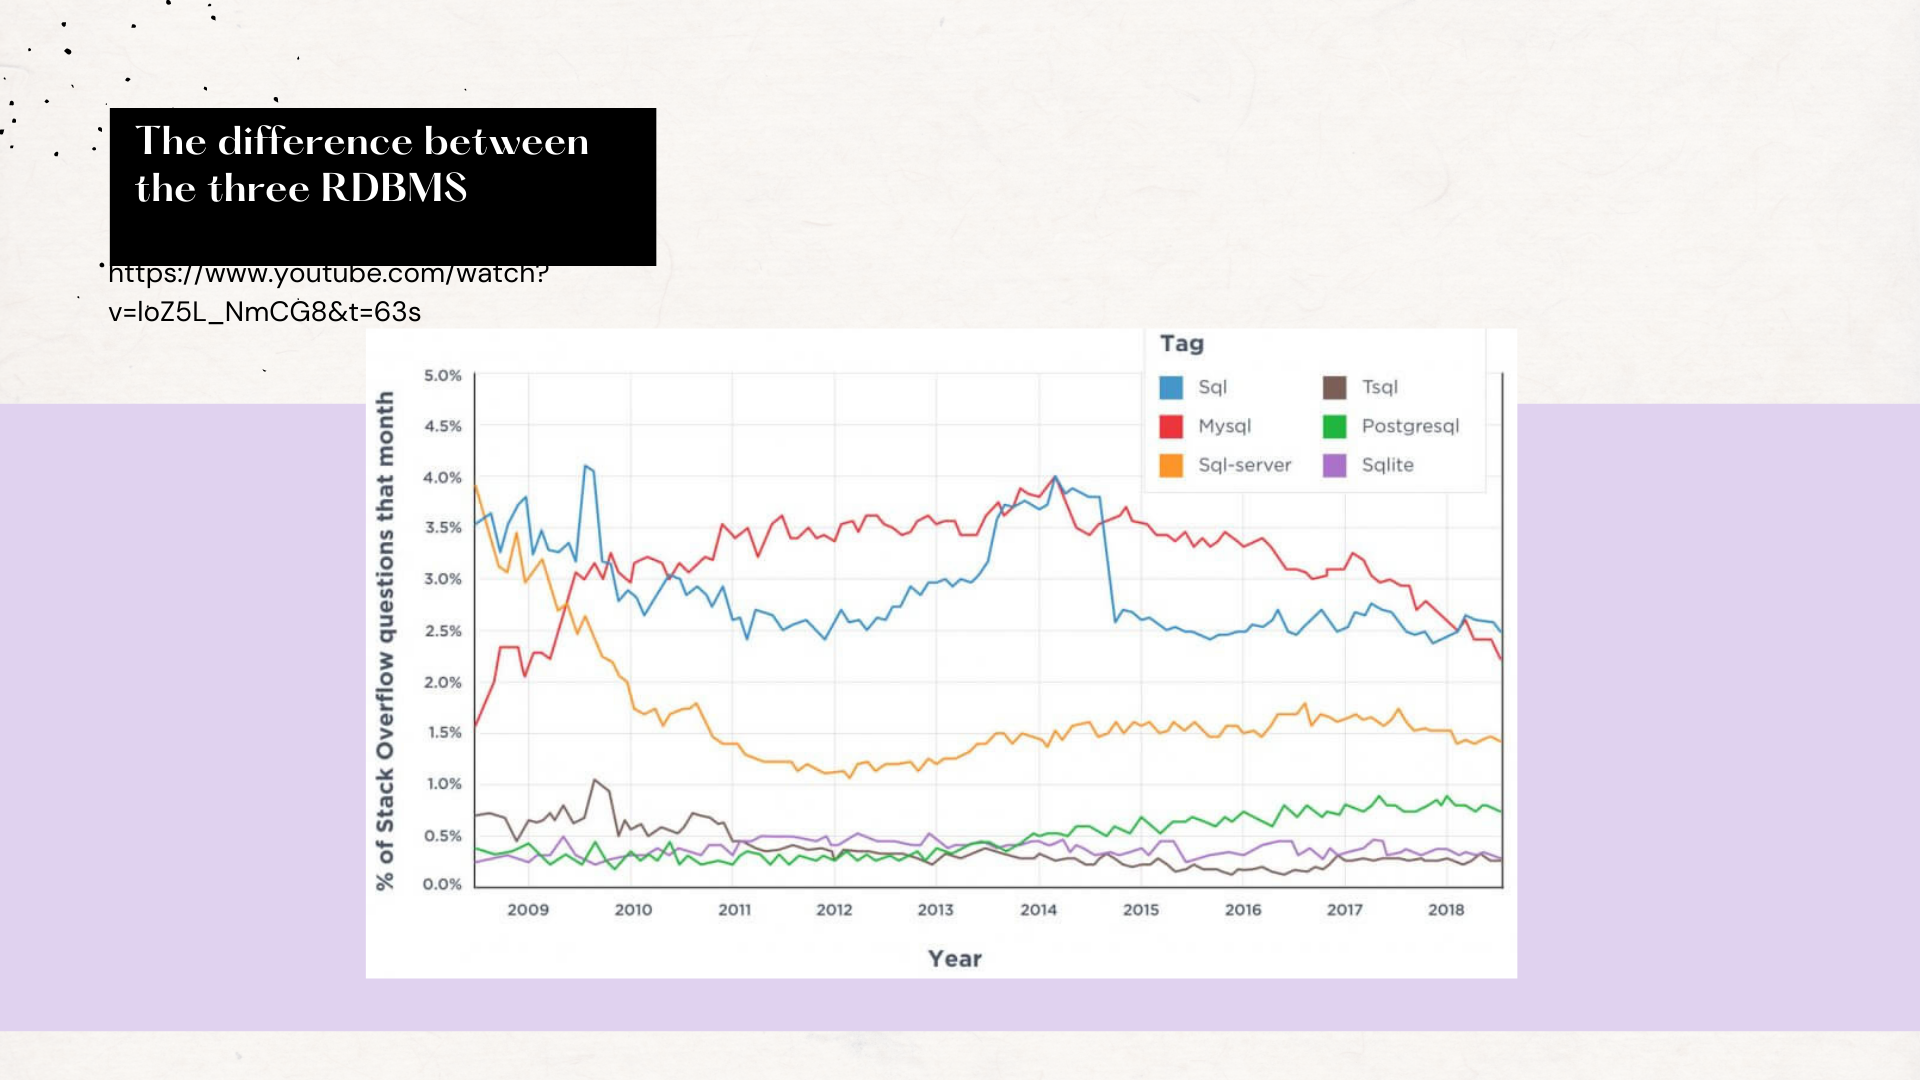 The difference between
the three RDBMS
https://www.youtube.com/watch?
v=IoZ5L_NmCG8&t=63s
Tag
Sql
Tsql
Mysql
Postgresql
Sql-server
Sqlite
% of Stack Overflow questions that month
5.0%
4.5%
4.0%
3.5%
3.0%
2.5%
2.0%
1.5%
1.0%
0.5%
0.0%
2009 2010 2011 2012 2013 2014 2015 2016 2017 2018
Year